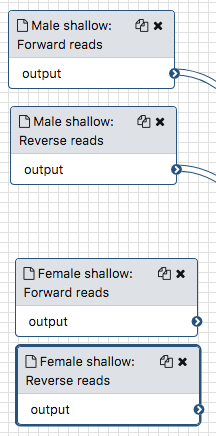 Male shallow:
Forward reads
output
Male shallow:
Reverse reads
output
Female shallow:
Forward reads
output
Female shallow:
Reverse reads
output